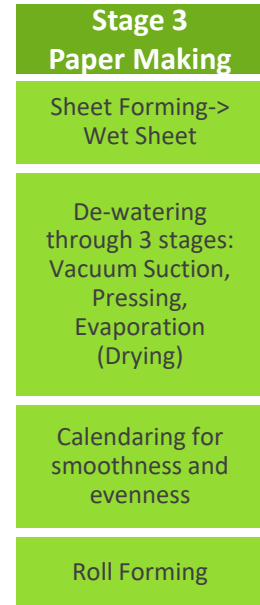 Stage 3
Paper Making
Sheet Forming->
Wet Sheet
De-watering
through 3 stages:
Vacuum Suction,
Pressing,
Evaporation
(Drying)
Calendaring for
smoothness and
evenness
Roll Forming